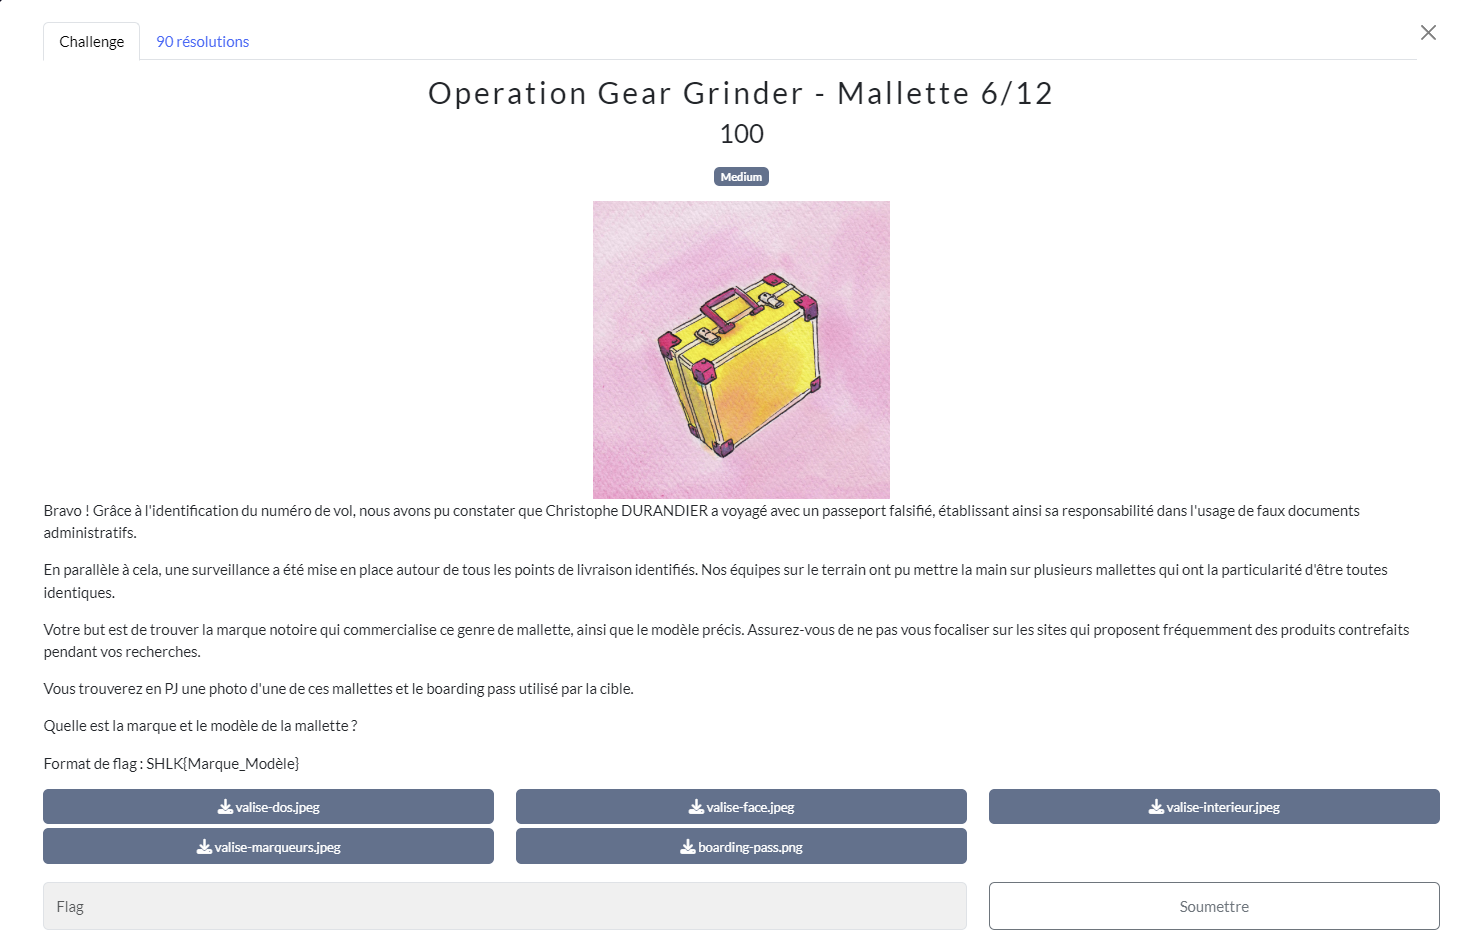 Challenge
90 résolutions
Operation Gear Grinder - Mallette 6/12
100
Medium
Bravo ! Grâce à l'identification du numéro de vol, nous avons pu constater que Christophe DURANDIER a voyagé avec un passeport falsifié, établissant ainsi sa responsabilité dans l'usage de faux documents
administratifs.
En parallèle à cela, une surveillance a été mise en place autour de tous les points de livraison identifiés. Nos équipes sur le terrain ont pu mettre la main sur plusieurs mallettes qui ont la particularité d'être toutes
identiques.
Votre but est de trouver la marque notoire qui commercialise ce genre de mallette, ainsi que le modèle précis. Assurez-vous de ne pas vous focaliser sur les sites qui proposent fréquemment des produits contrefaits
pendant vos recherches.
Vous trouverez en PJ une photo d'une de ces mallettes et le boarding pass utilisé par la cible.
Quelle est la marque et le modèle de la mallette ?
Format de flag : SHLK{Marque_Modèle}
valise-dos.jpeg
valise-face.jpeg
valise-interieur.jpeg
valise-marqueurs.jpeg
boarding-pass.png
Flag
Soumettre